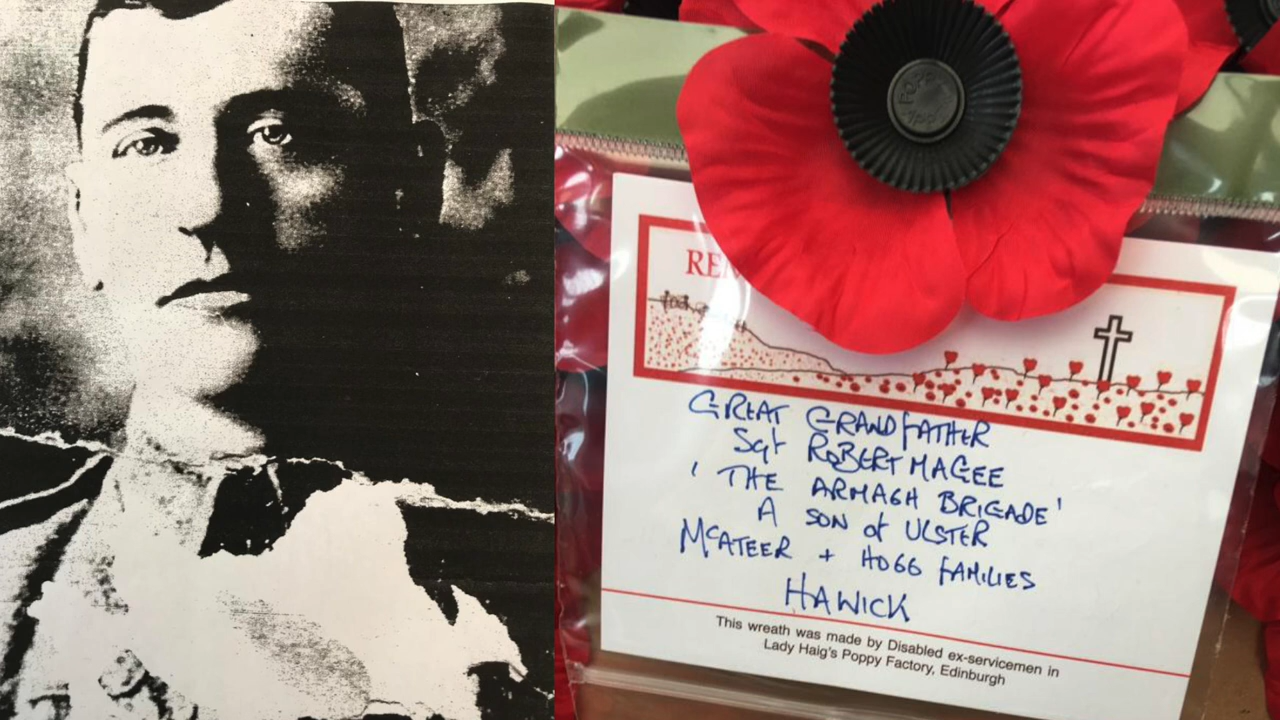 GREAT GRANDFATHER
Sgt ROBERT MAGEE
' THE ARMAGH BRIGADE'
A SON of ULSTER
McATEER + HOGG FAMILIES
HAWICK
This wreath was made by Disabled ex-servicemen in
Lady Haig's Poppy Factory, Edinburgh